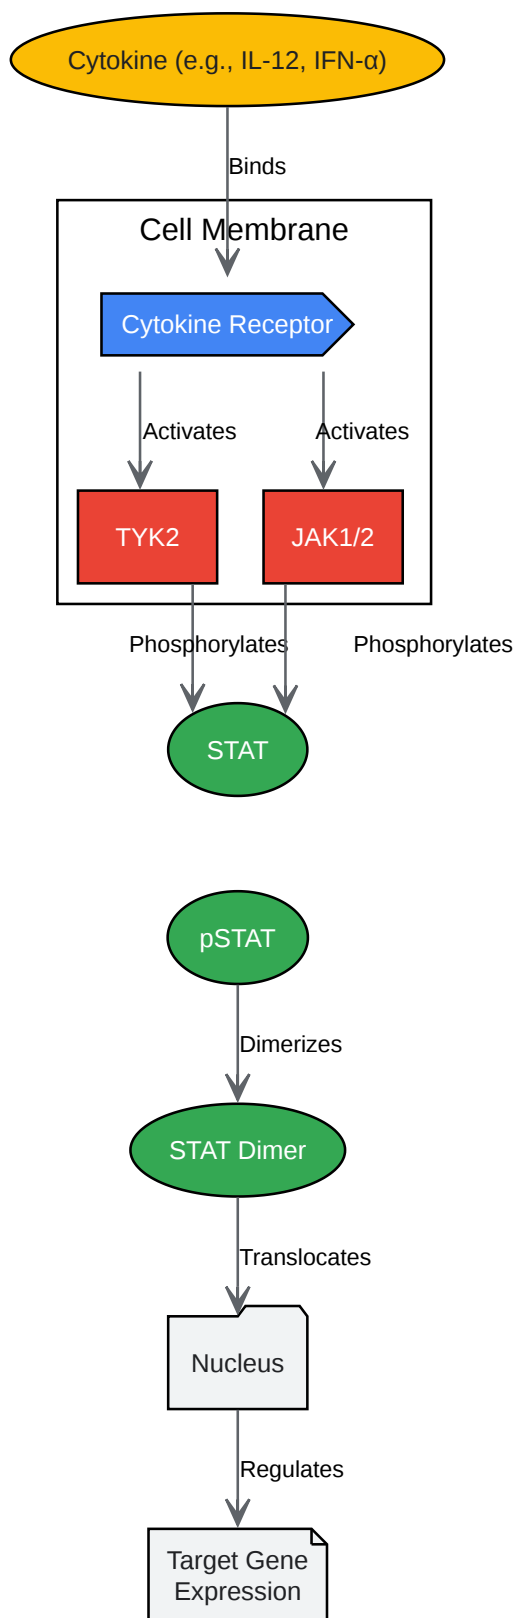 Cytokine (e.g., IL-12, IFN-α)
Binds
Cell Membrane
Cytokine Receptor
Activates
Activates
TYK2
JAK1/2
Phosphorylates
Phosphorylates
STAT
pSTAT
Dimerizes
STAT Dimer
Translocates
Nucleus
Regulates
Target Gene
Expression